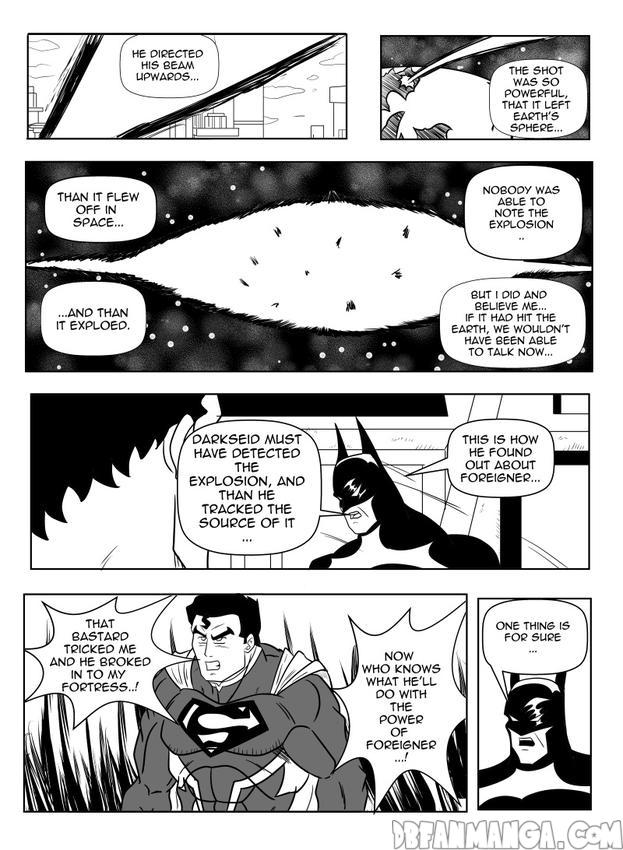 HE DIRECTED
HIS BEAM
UPWARDS...
THE SHOT
WAS SO
POWERFUL,
THAT IT LEFT
EARTH'S
SPHERE...
THAN IT FLEW
OFF IN
SPACE...
NOBODY WAS
ABLE TO
NOTE THE
EXPLOSION
..
...AND THAN
IT EXPLOED.
BUT I DID AND
BELIEVE ME...
IF IT HAD HIT THE
EARTH, WE WOULDN'T
HAVE BEEN ABLE
TO TALK NOW...
DARKSEID MUST
HAVE DETECTED
THE
EXPLOSION, AND
THAN HE
TRACKED THE
SOURCE OF IT
...
THIS IS HOW
HE FOUND
OUT ABOUT
FOREIGNER...
THAT
BASTARD
TRICKED ME
AND HE BROKED
IN TO MY
FORTRESS..!
NOW
WHO KNOWS
WHAT HE'LL
DO WITH
THE
POWER
OF
FOREIGNER
...!
ONE THING IS
FOR SURE
...
DBFANMANGA.COM